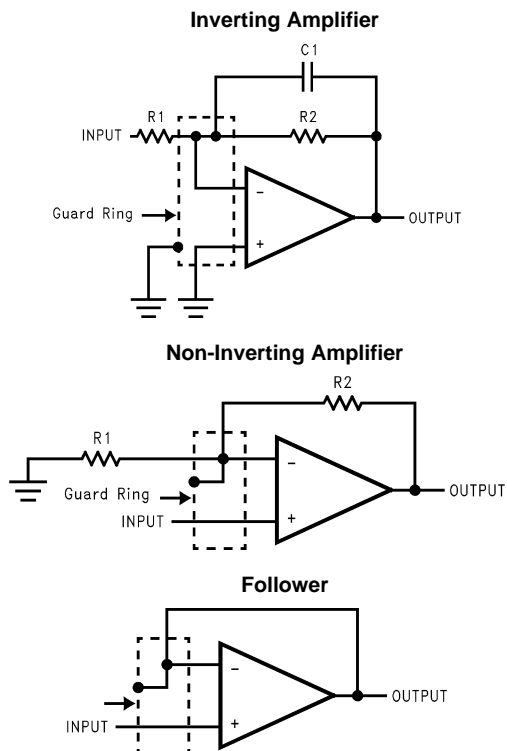 Inverting Amplifier
C1
R1
R2
INPUT
−
Guard Ring
OUTPUT
+
Non-Inverting Amplifier
R2
R1
−
Guard Ring
OUTPUT
INPUT
+
Follower
−
OUTPUT
INPUT
+